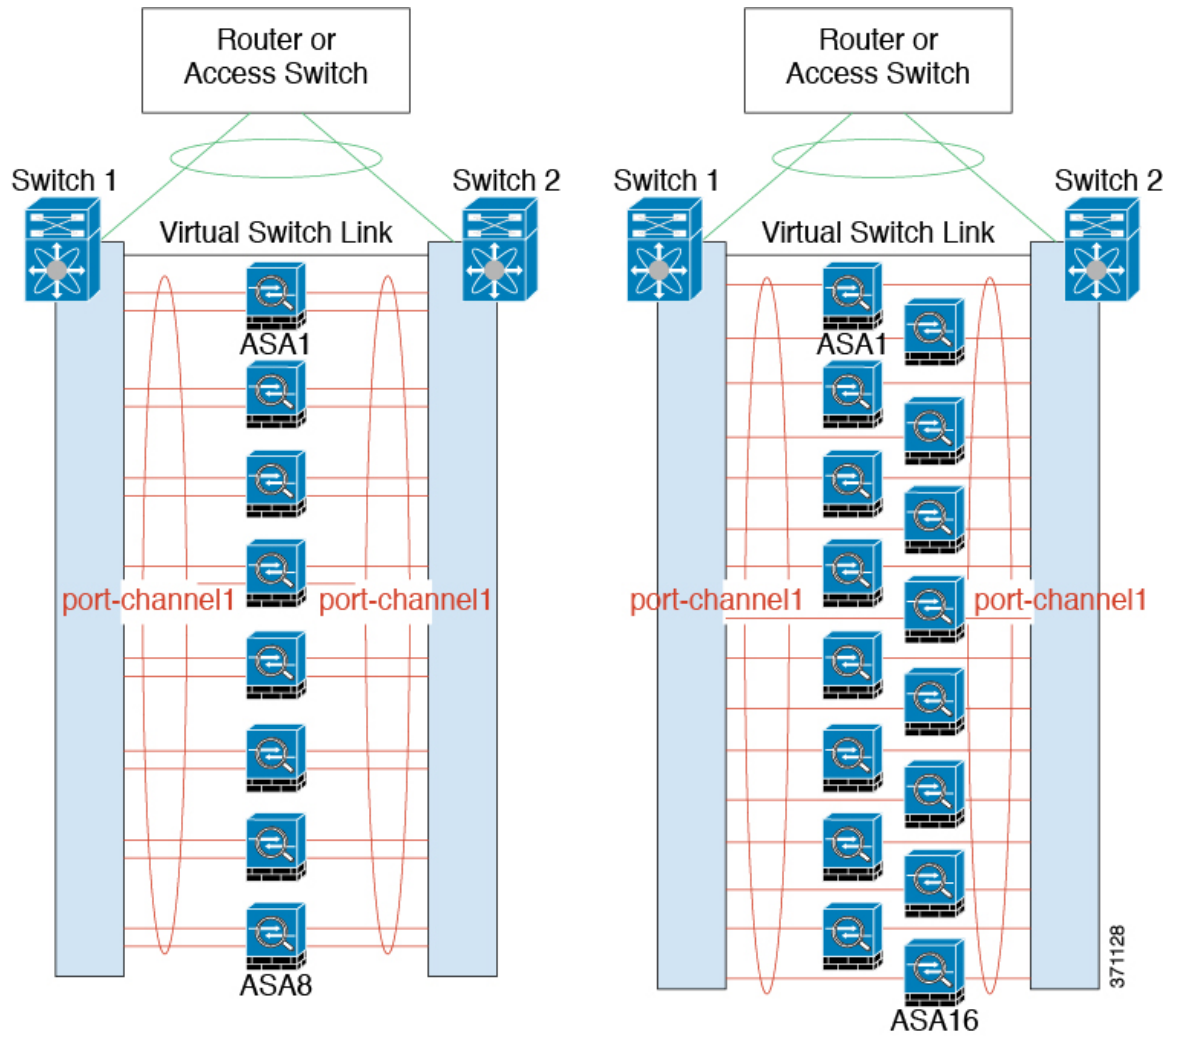 Router or
Access Switch
Switch 1
Switch 2
Virtual Switch Link
ASA1
port-channel1
port-channel1
ASA8
Router or
Access Switch
Switch 1
Switch 2
Virtual Switch Link
ASA1
port-channel1
port-channel1
ASA16
371128